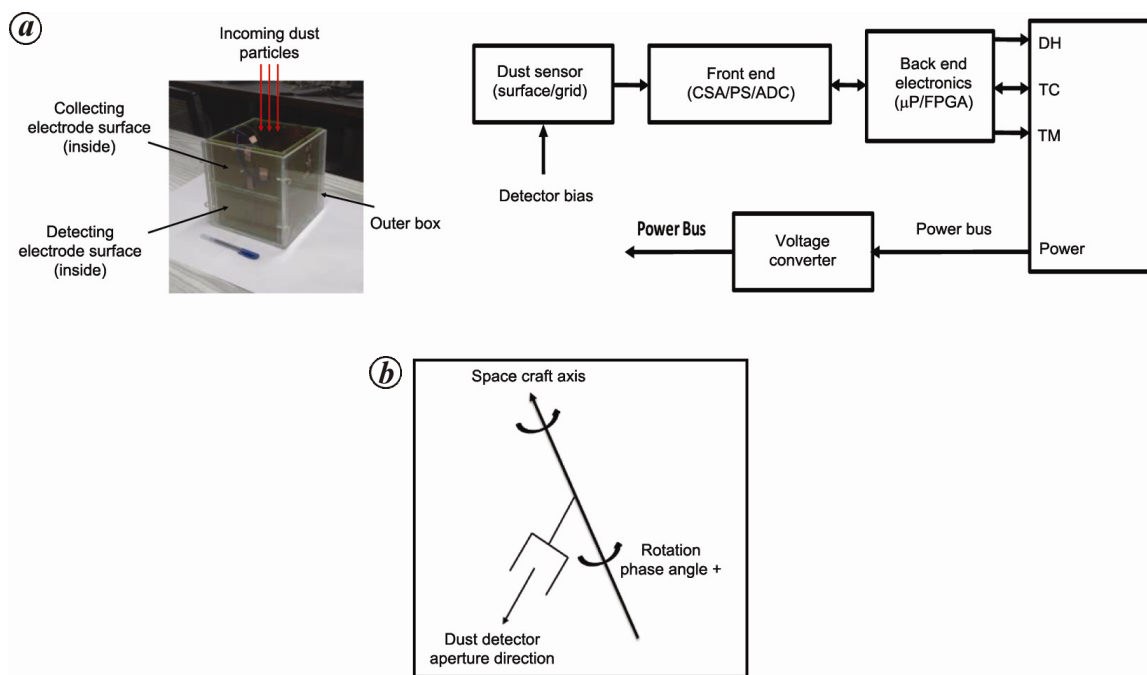 a
Incoming dust
particles
Collecting
electrode surface
(inside)
Detecting
electrode surface
(inside)
Outer box
Dust sensor
(surface/grid)
Detector bias
Front end
(CSA/PS/ADC)
Back end
electronics
(µP/FPGA)
DH
TC
TM
Power
Power bus
Voltage
converter
Power Bus
b
Space craft axis
Rotation
phase angle +
Dust detector
aperture direction